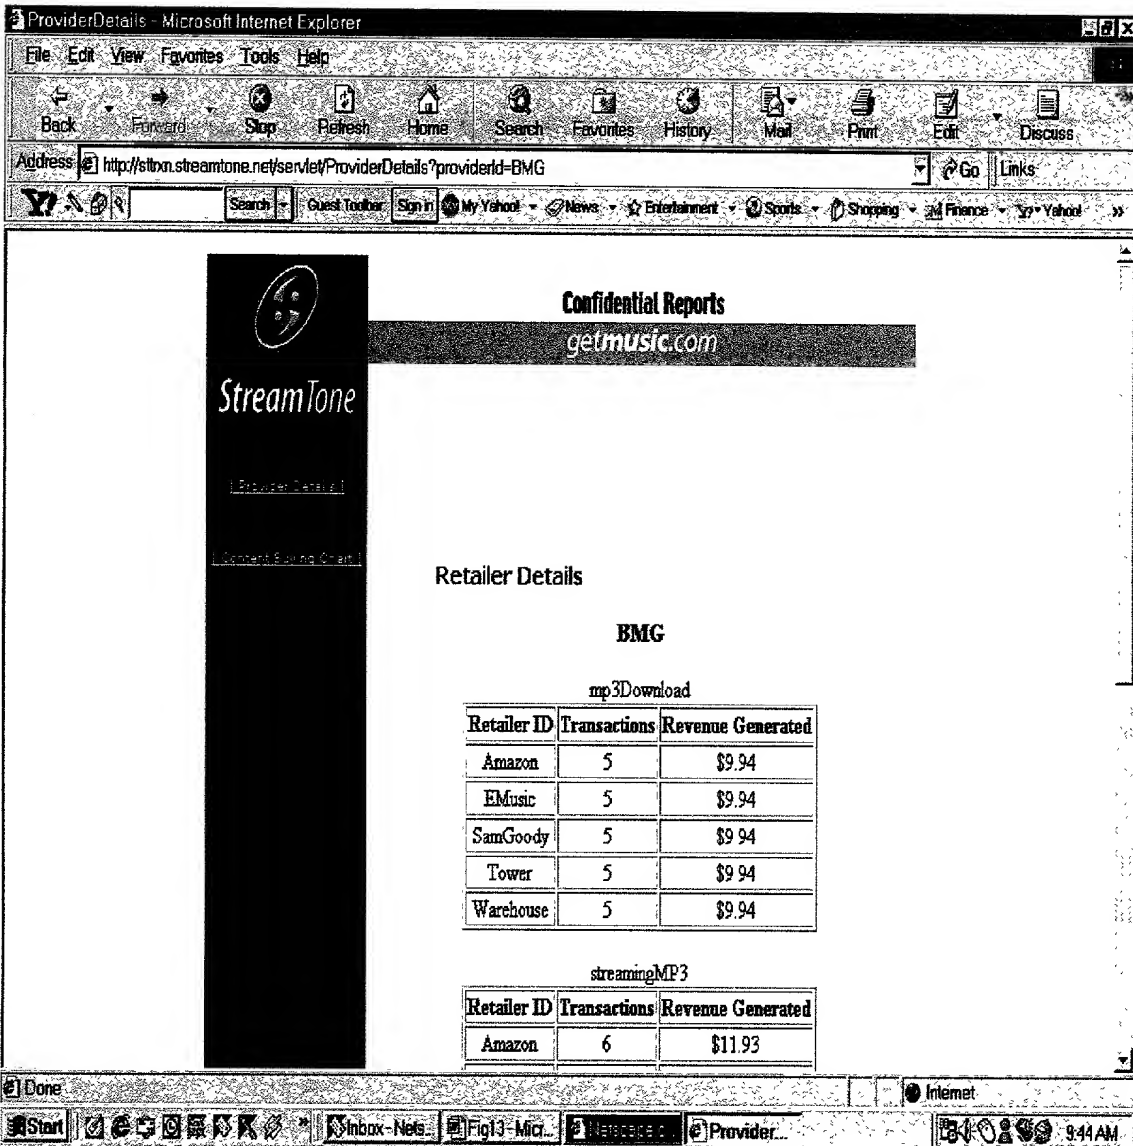 ProviderDetails - Microsoft Internet Explorer
File Edit View Favorites Tools Help
Back Forward Stop Refresh Home Search Favorites History Mail Print Edit Discuss
Address http://sttxn.streamtone.net/servlet/ProviderDetails?providerId=BMG Go Links
Y! Search Guest Toolbar Sign in My Yahoo! News Entertainment Sports Shopping Finance Yahoo! »
Confidential Reports
getmusic.com
StreamTone
[ Provider Details ]
[ Content Buying Chart ]
Retailer Details
BMG
mp3Download
Retailer ID Transactions Revenue Generated
Amazon 5 $9.94
EMusic 5 $9.94
SamGoody 5 $9 94
Tower 5 $9 94
Warehouse 5 $9.94
streamingMP3
Retailer ID Transactions Revenue Generated
Amazon 6 $11.93
Done Internet
Start » Inbox - Nets... Fig13 - Micr... Provider... 9:44 AM